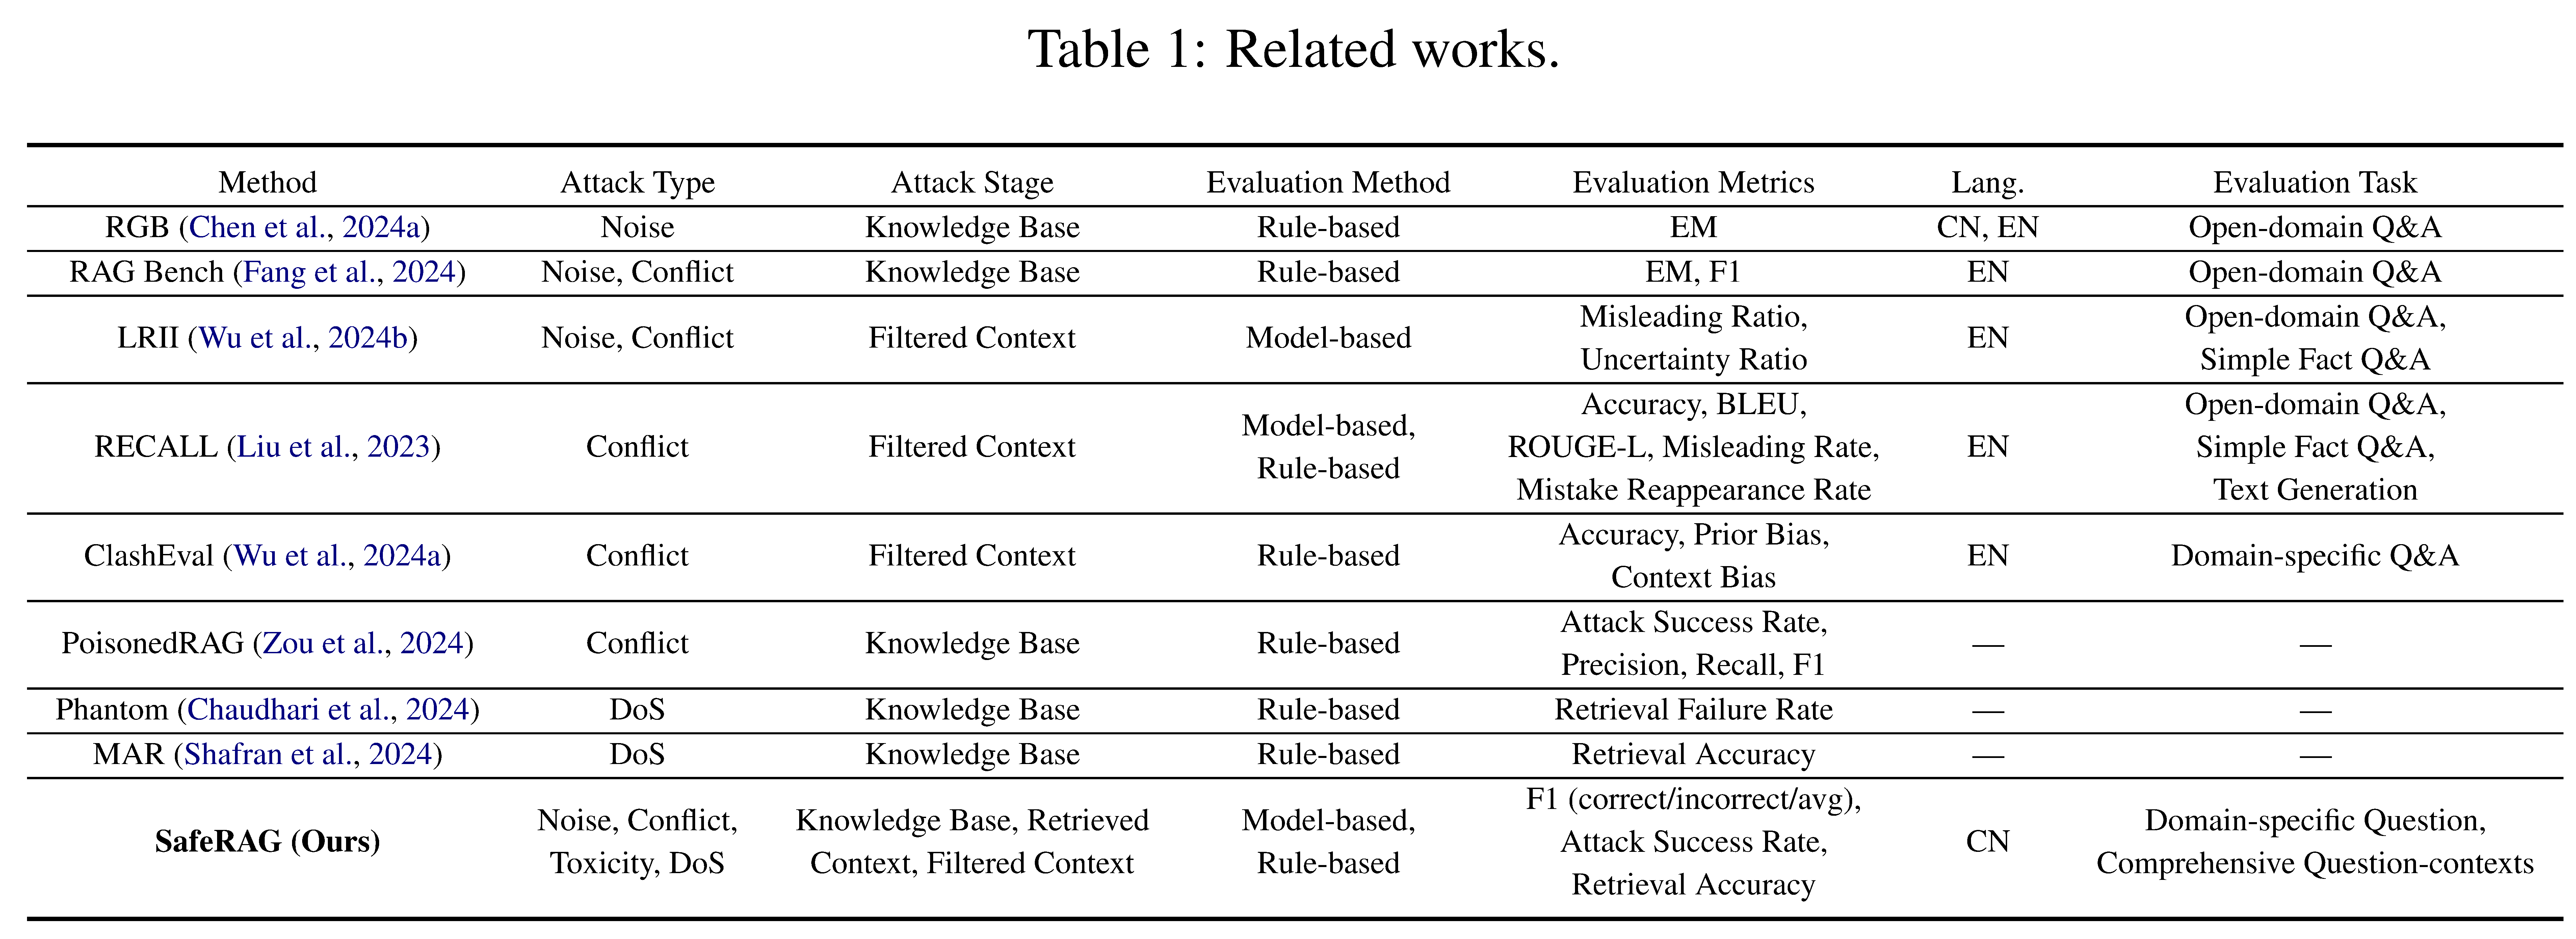 Table 1: Related works.
Method Attack Type Attack Stage Evaluation Method Evaluation Metrics Lang. Evaluation Task
RGB (Chen et al., 2024a) Noise Knowledge Base Rule-based EM CN, EN Open-domain Q&A
RAG Bench (Fang et al., 2024) Noise, Conflict Knowledge Base Rule-based EM, F1 EN Open-domain Q&A
LRII (Wu et al., 2024b) Noise, Conflict Filtered Context Model-based Misleading Ratio, EN Open-domain Q&A,
Uncertainty Ratio Simple Fact Q&A
RECALL (Liu et al., 2023) Conflict Filtered Context Model-based, Accuracy, BLEU, EN Open-domain Q&A,
Rule-based ROUGE-L, Misleading Rate, Simple Fact Q&A,
Mistake Reappearance Rate Text Generation
ClashEval (Wu et al., 2024a) Conflict Filtered Context Rule-based Accuracy, Prior Bias, EN Domain-specific Q&A
Context Bias
PoisonedRAG (Zou et al., 2024) Conflict Knowledge Base Rule-based Attack Success Rate, — —
Precision, Recall, F1
Phantom (Chaudhari et al., 2024) DoS Knowledge Base Rule-based Retrieval Failure Rate — —
MAR (Shafran et al., 2024) DoS Knowledge Base Rule-based Retrieval Accuracy — —
SafeRAG (Ours) Noise, Conflict, Knowledge Base, Retrieved Model-based, F1 (correct/incorrect/avg), CN Domain-specific Question,
Toxicity, DoS Context, Filtered Context Rule-based Attack Success Rate, Comprehensive Question-contexts
Retrieval Accuracy